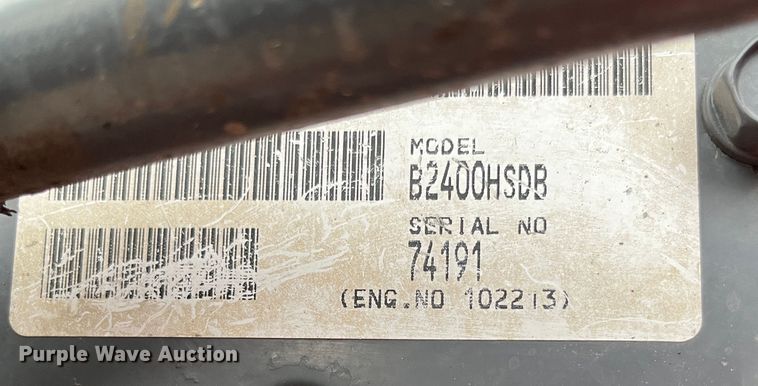 MODEL
B2400HSDB
SERIAL NO
74191
(ENG.NO 102213)
Purple Wave Auction